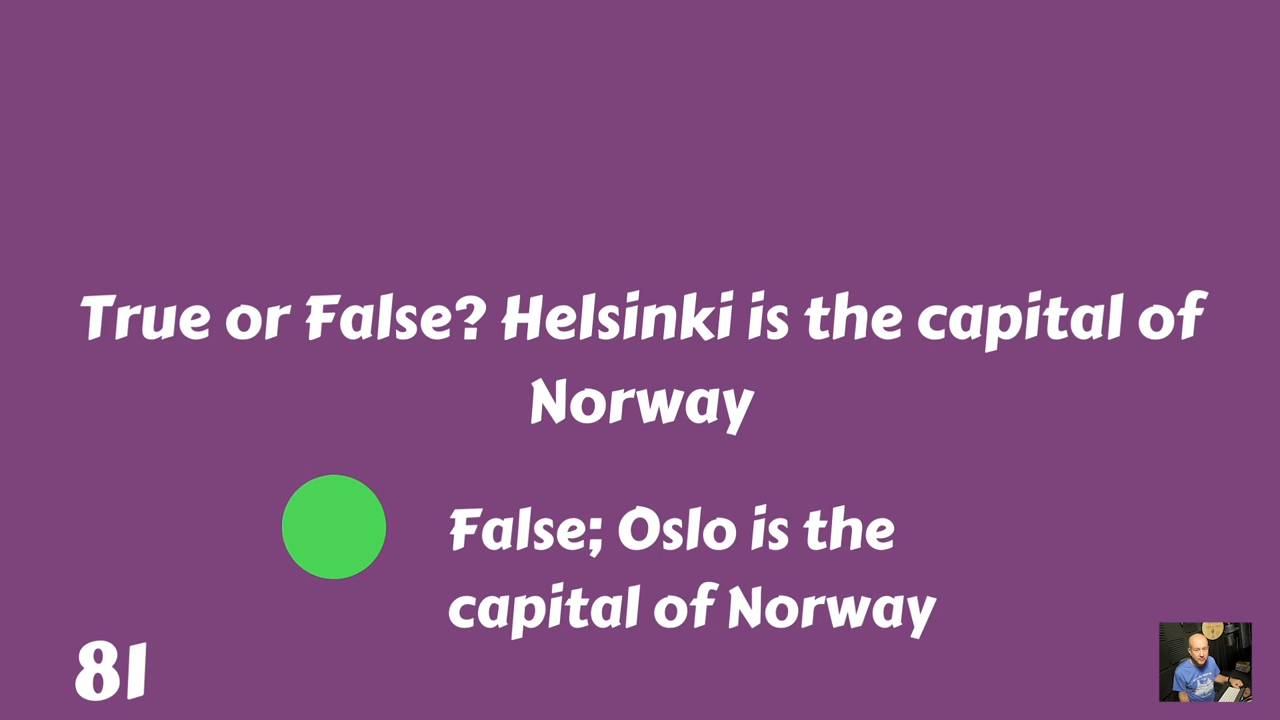 True or False? Helsinki is the capital of
Norway
False; Oslo is the
capital of Norway
81